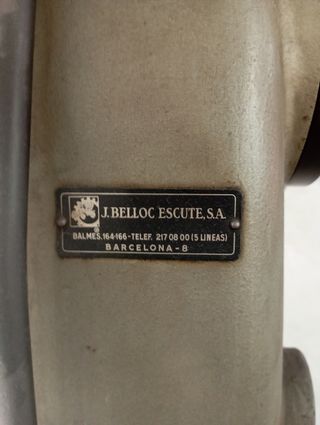 J. BELLOC ESCUTE, S.A.
BALMES, 164-166-TELEF. 217 08 00 (5 LINEAS)
BARCELONA-8